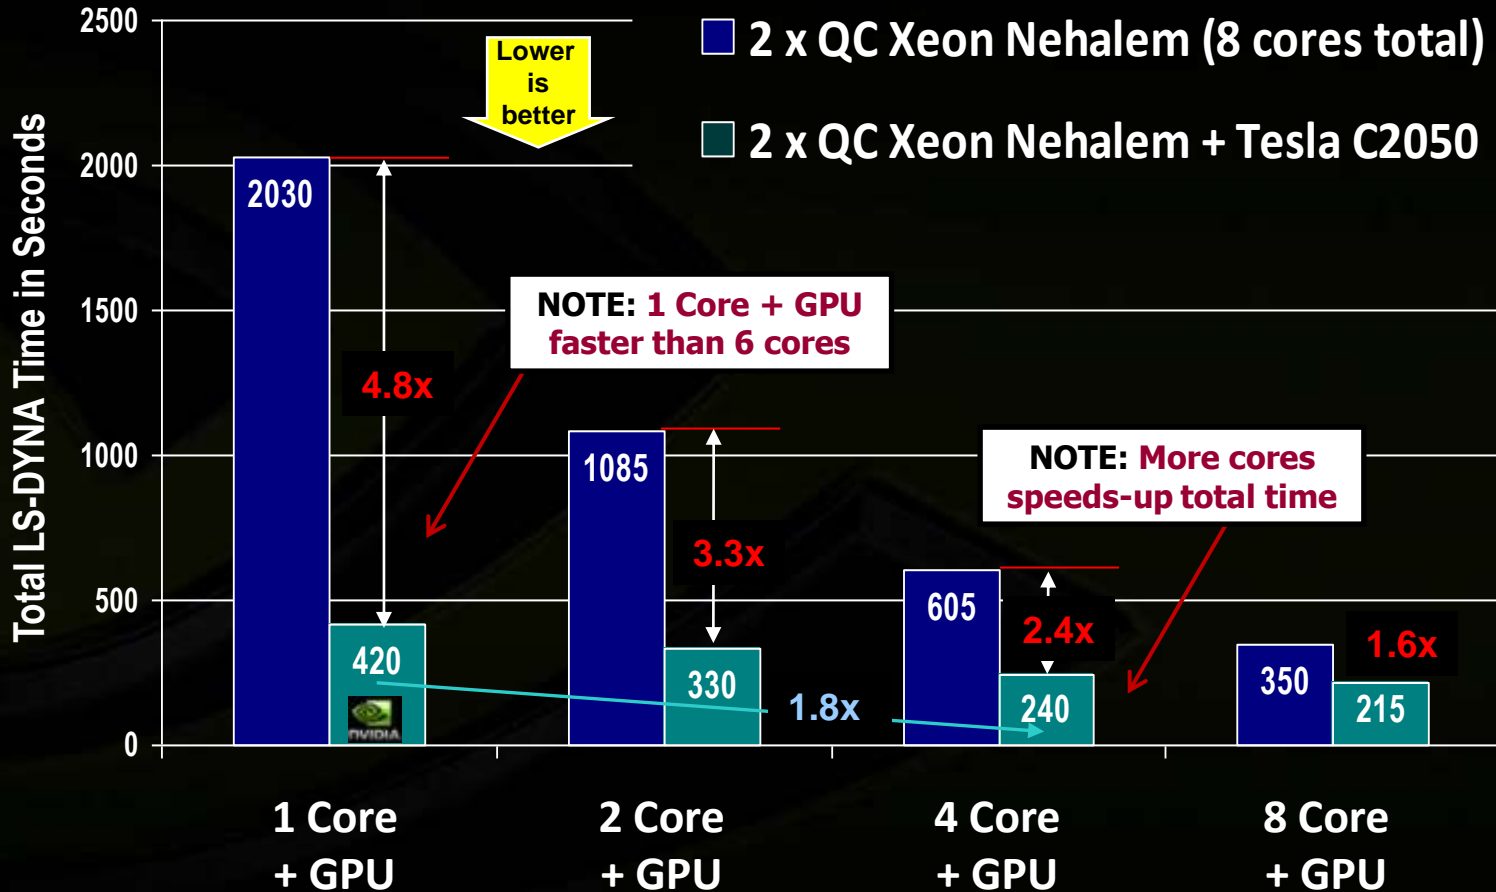 2 x QC Xeon Nehalem (8 cores total)
2 x QC Xeon Nehalem + Tesla C2050
Lower
is
better
Total LS-DYNA Time in Seconds
2500
2000
1500
1000
500
0
2030
4.8x
420
NVIDIA
NOTE: 1 Core + GPU
faster than 6 cores
1085
3.3x
330
1.8x
NOTE: More cores
speeds-up total time
605
2.4x
240
350
1.6x
215
1 Core
+ GPU
2 Core
+ GPU
4 Core
+ GPU
8 Core
+ GPU